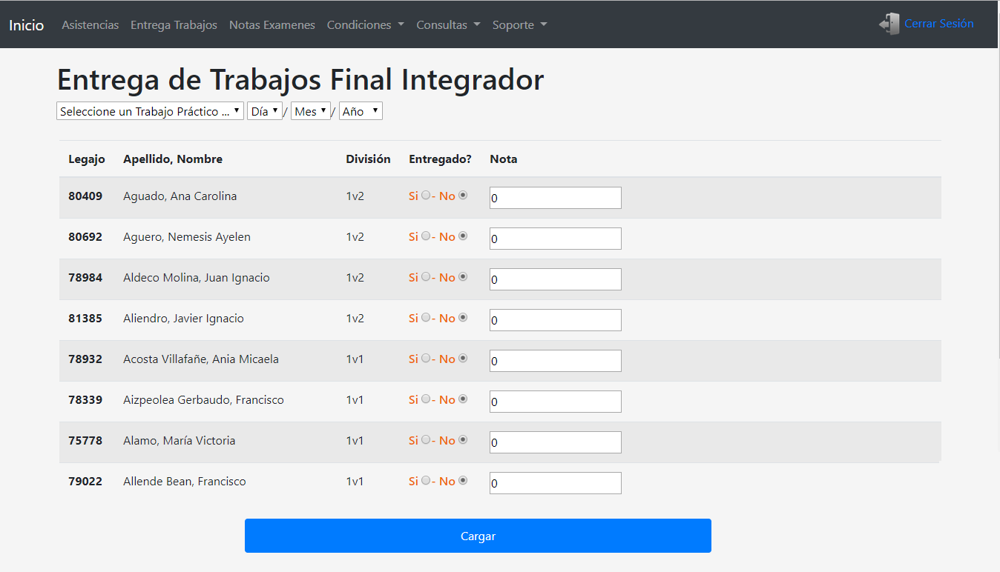 Inicio Asistencias Entrega Trabajos Notas Examenes Condiciones Consultas Soporte Cerrar Sesión
Entrega de Trabajos Final Integrador
Seleccione un Trabajo Práctico ... Día / Mes / Año
Legajo Apellido, Nombre División Entregado? Nota
80409 Aguado, Ana Carolina 1v2 Si - No 0
80692 Aguero, Nemesis Ayelen 1v2 Si - No 0
78984 Aldeco Molina, Juan Ignacio 1v2 Si - No 0
81385 Aliendro, Javier Ignacio 1v2 Si - No 0
78932 Acosta Villafañe, Ania Micaela 1v1 Si - No 0
78339 Aizpeolea Gerbaudo, Francisco 1v1 Si - No 0
75778 Alamo, María Victoria 1v1 Si - No 0
79022 Allende Bean, Francisco 1v1 Si - No 0
Cargar